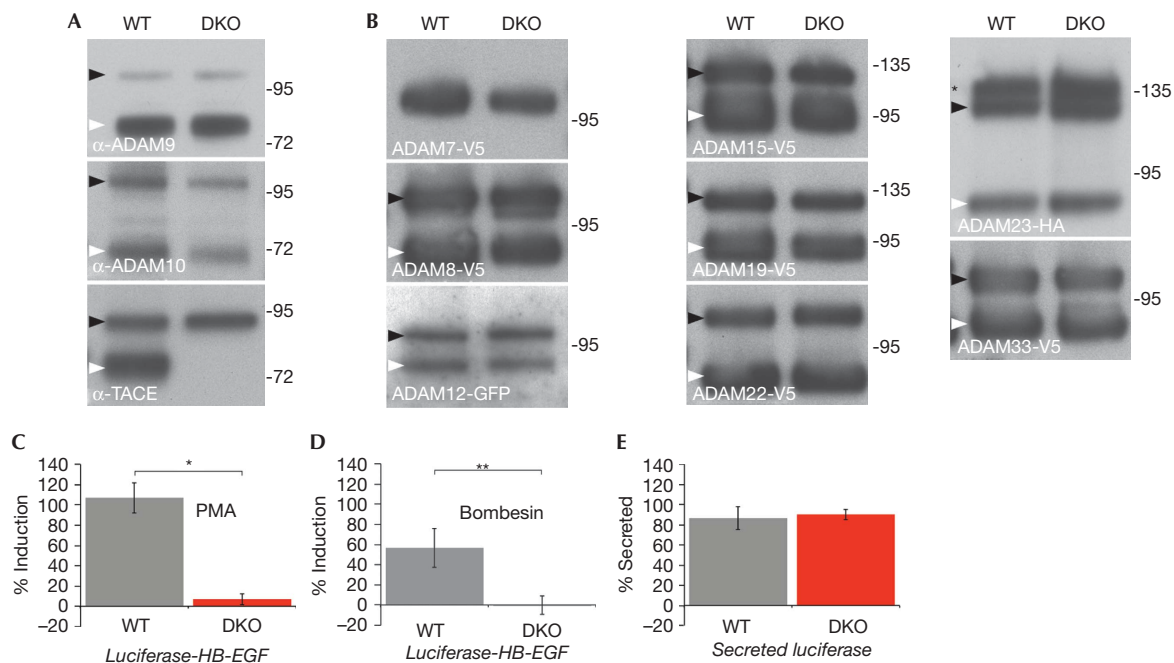 A
WT DKO
-95
-72
α-ADAM9
-95
-72
α-ADAM10
-95
-72
α-TACE
B
WT DKO
-95
ADAM7-V5
-95
ADAM8-V5
-95
ADAM12-GFP
WT DKO
-135
-95
ADAM15-V5
-135
-95
ADAM19-V5
-95
ADAM22-V5
WT DKO
*
-135
-95
ADAM23-HA
-95
ADAM33-V5
C
% Induction
140
120
100
80
60
40
20
0
–20
*
PMA
WT DKO
Luciferase-HB-EGF
D
% Induction
140
120
100
80
60
40
20
0
–20
**
Bombesin
WT DKO
Luciferase-HB-EGF
E
% Secreted
140
120
100
80
60
40
20
0
–20
WT DKO
Secreted luciferase